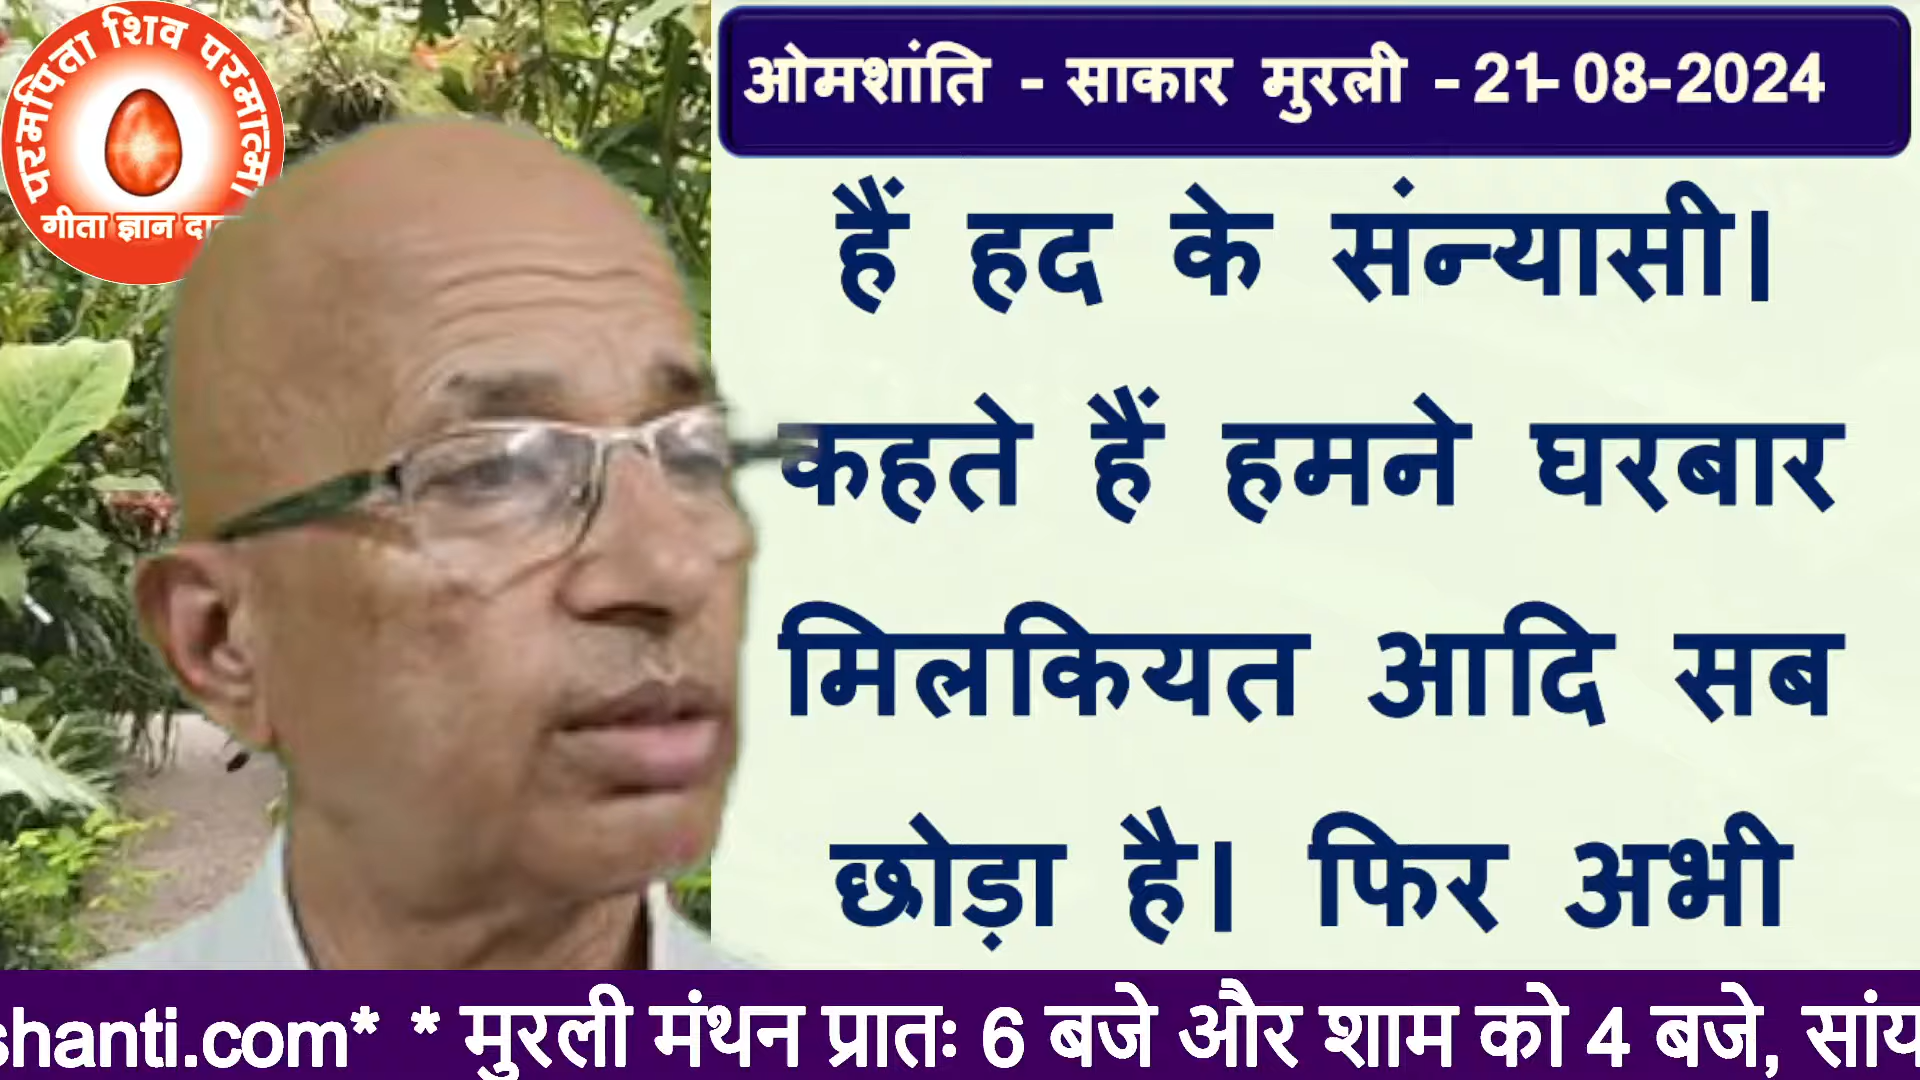 परमपिता शिव परमात्मा
गीता ज्ञान
ओमशांति - साकार मुरली - 21- 08-2024
हैं हद के संन्यासी।
कहते हैं हमने घरबार
मिलकियत आदि सब
छोड़ा है। फिर अभी
shanti.com* * मुरली मंथन प्रातः 6 बजे और शाम को 4 बजे,